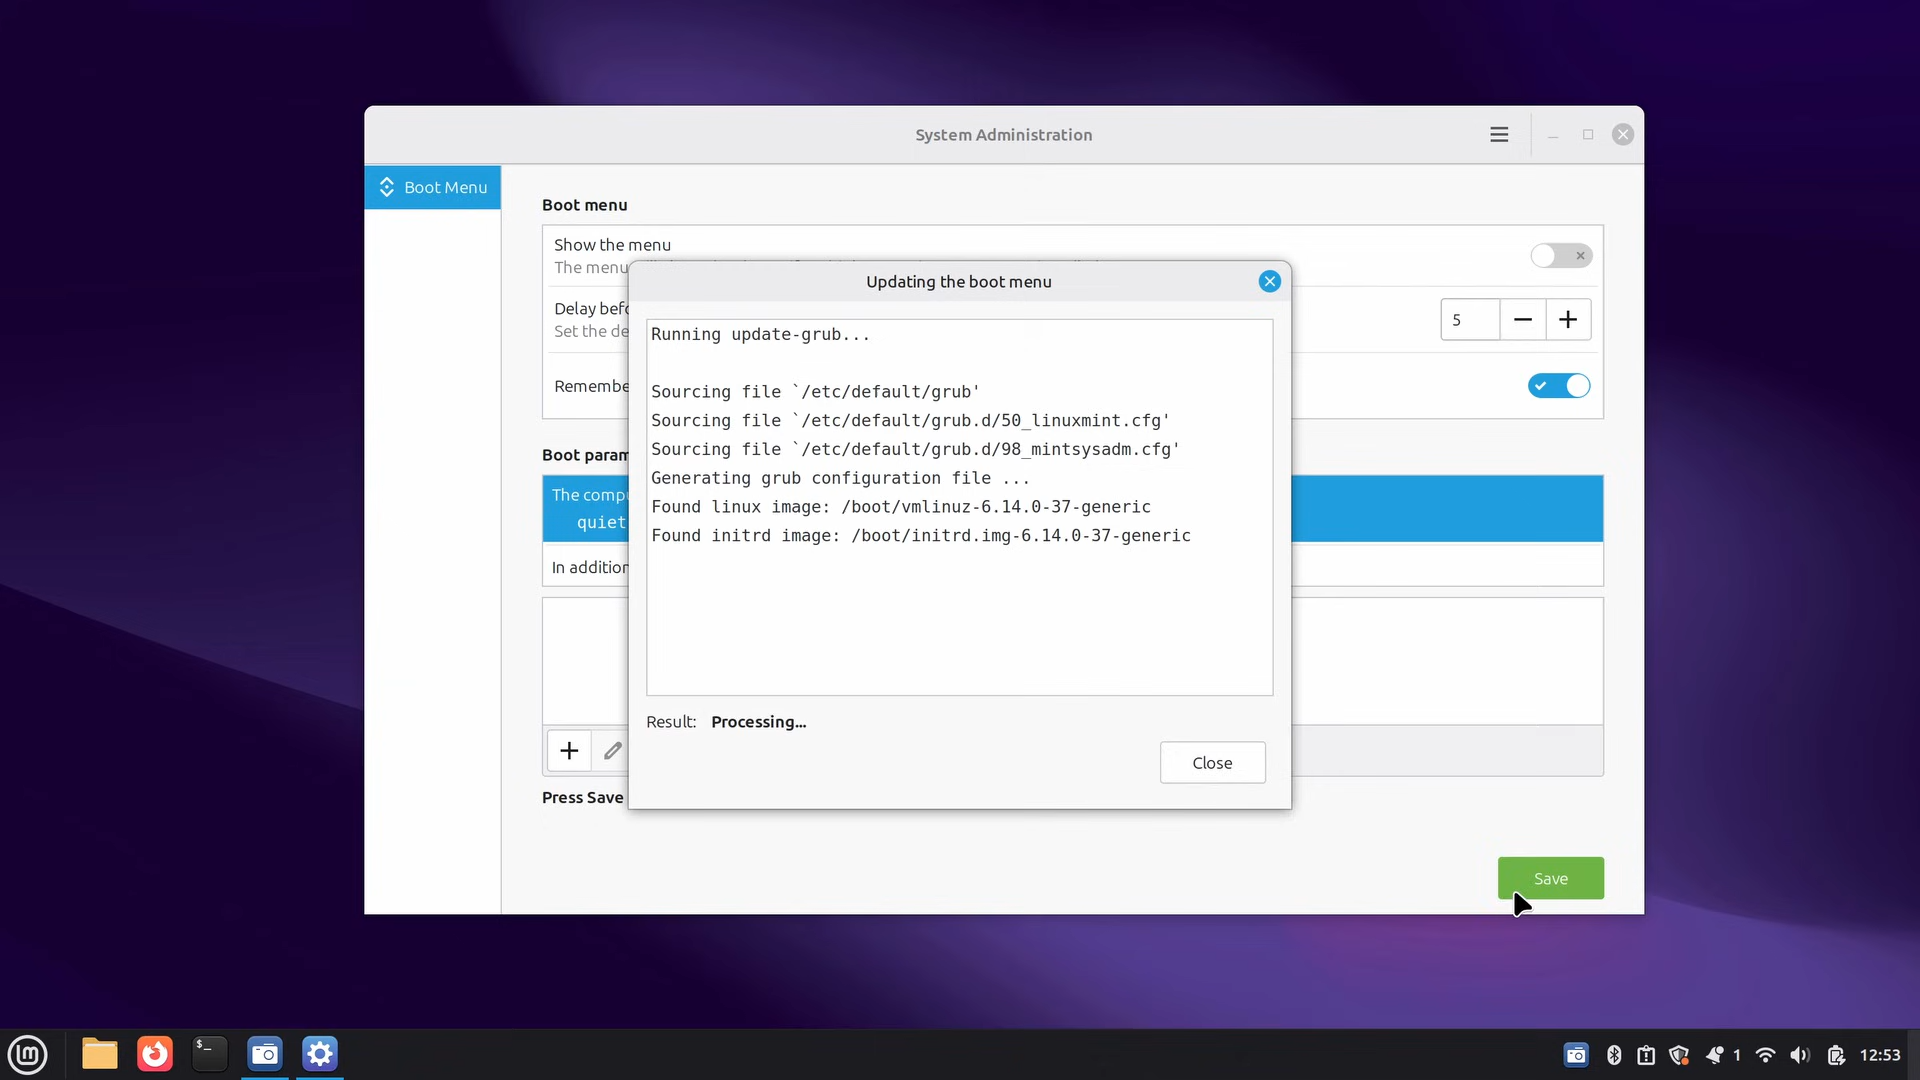 System Administration
Boot Menu
Boot menu
Show the menu
The menu
Delay befo
Set the de
5
Remembe
Boot param
The compu
quiet
In addition
Press Save
Save
Updating the boot menu
Running update-grub...
Sourcing file `/etc/default/grub'
Sourcing file `/etc/default/grub.d/50_linuxmint.cfg'
Sourcing file `/etc/default/grub.d/98_mintsysadm.cfg'
Generating grub configuration file ...
Found linux image: /boot/vmlinuz-6.14.0-37-generic
Found initrd image: /boot/initrd.img-6.14.0-37-generic
Result: Processing...
Close
$_
1
12:53